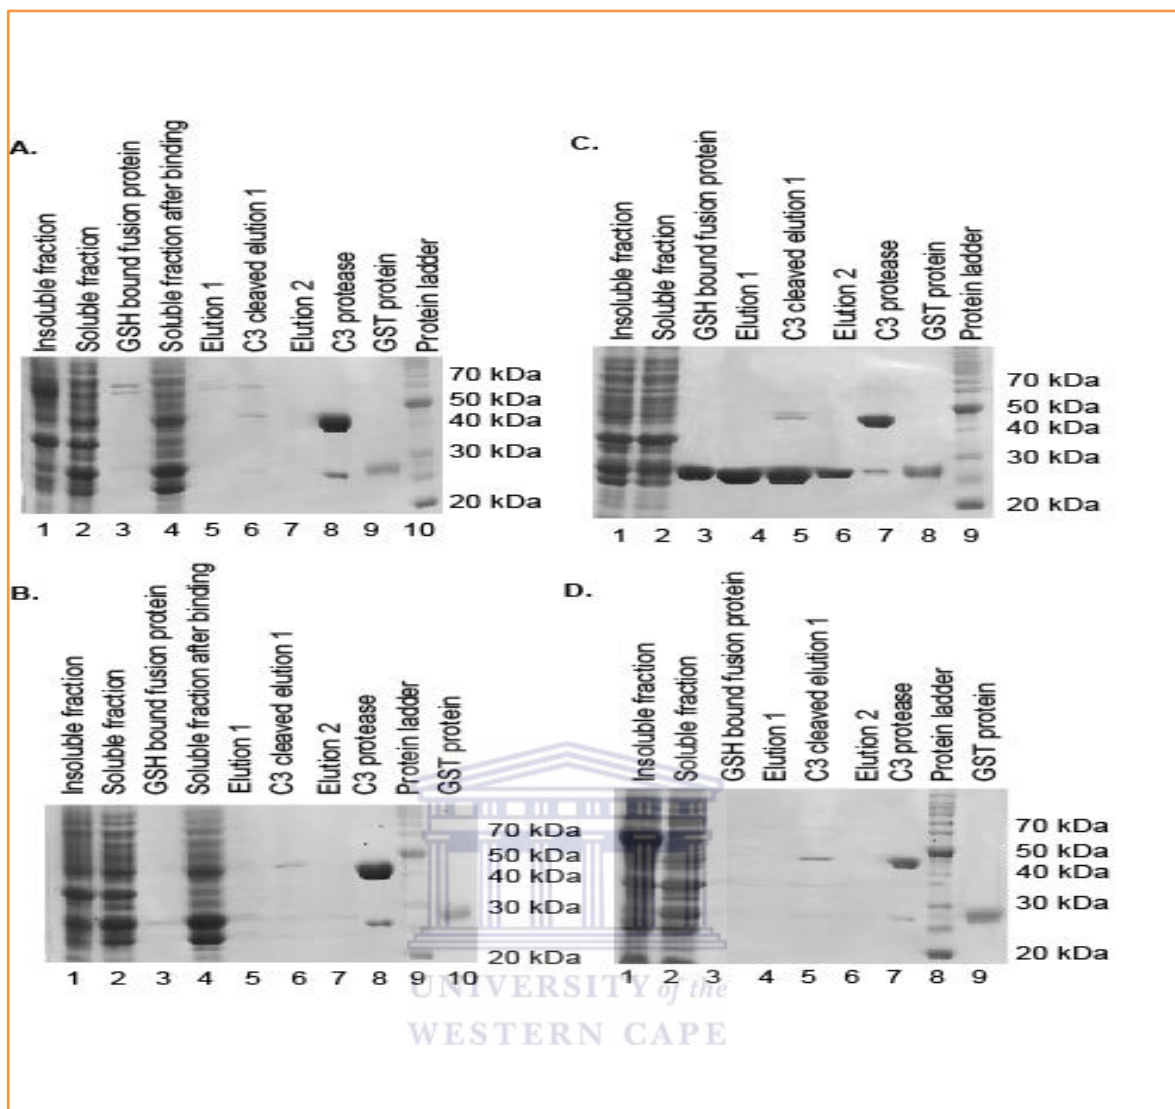 A.
Insoluble fraction
Soluble fraction
GSH bound fusion protein
Soluble fraction after binding
Elution 1
C3 cleaved elution 1
Elution 2
C3 protease
GST protein
Protein ladder
70 kDa
50 kDa
40 kDa
30 kDa
20 kDa
1 2 3 4 5 6 7 8 9 10
C.
Insoluble fraction
Soluble fraction
GSH bound fusion protein
Elution 1
C3 cleaved elution 1
Elution 2
C3 protease
GST protein
Protein ladder
70 kDa
50 kDa
40 kDa
30 kDa
20 kDa
1 2 3 4 5 6 7 8 9
B.
Insoluble fraction
Soluble fraction
GSH bound fusion protein
Soluble fraction after binding
Elution 1
C3 cleaved elution 1
Elution 2
C3 protease
Protein ladder
GST protein
70 kDa
50 kDa
40 kDa
30 kDa
20 kDa
1 2 3 4 5 6 7 8 9 10
D.
Insoluble fraction
Soluble fraction
GSH bound fusion protein
Elution 1
C3 cleaved elution 1
Elution 2
C3 protease
Protein ladder
GST protein
70 kDa
50 kDa
40 kDa
30 kDa
20 kDa
1 2 3 4 5 6 7 8 9
UNIVERSITY of the
WESTERN CAPE